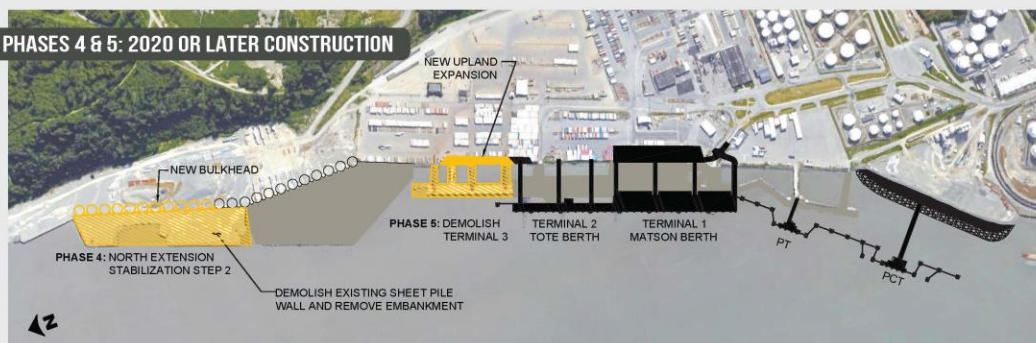 PHASES 4 & 5: 2020 OR LATER CONSTRUCTION
NEW UPLAND
EXPANSION
NEW BULKHEAD
PHASE 4: NORTH EXTENSION
STABILIZATION STEP 2
DEMOLISH EXISTING SHEET PILE
WALL AND REMOVE EMBANKMENT
PHASE 5: DEMOLISH
TERMINAL 3
TERMINAL 2
TOTE BERTH
TERMINAL 1
MATSON BERTH
PT
PCT
N